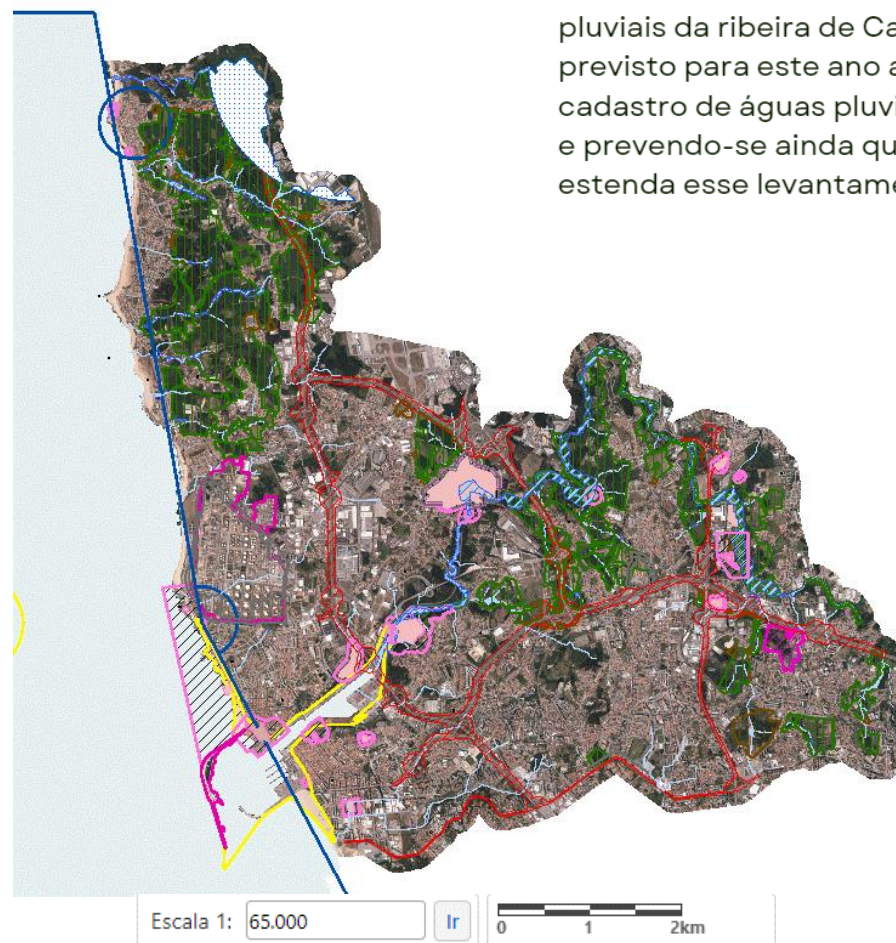 pluviais da ribeira de Ca
previsto para este ano a
cadastro de águas pluvi
e prevendo-se ainda qu
estenda esse levantame
Escala 1: 65.000 Ir 0 1 2km